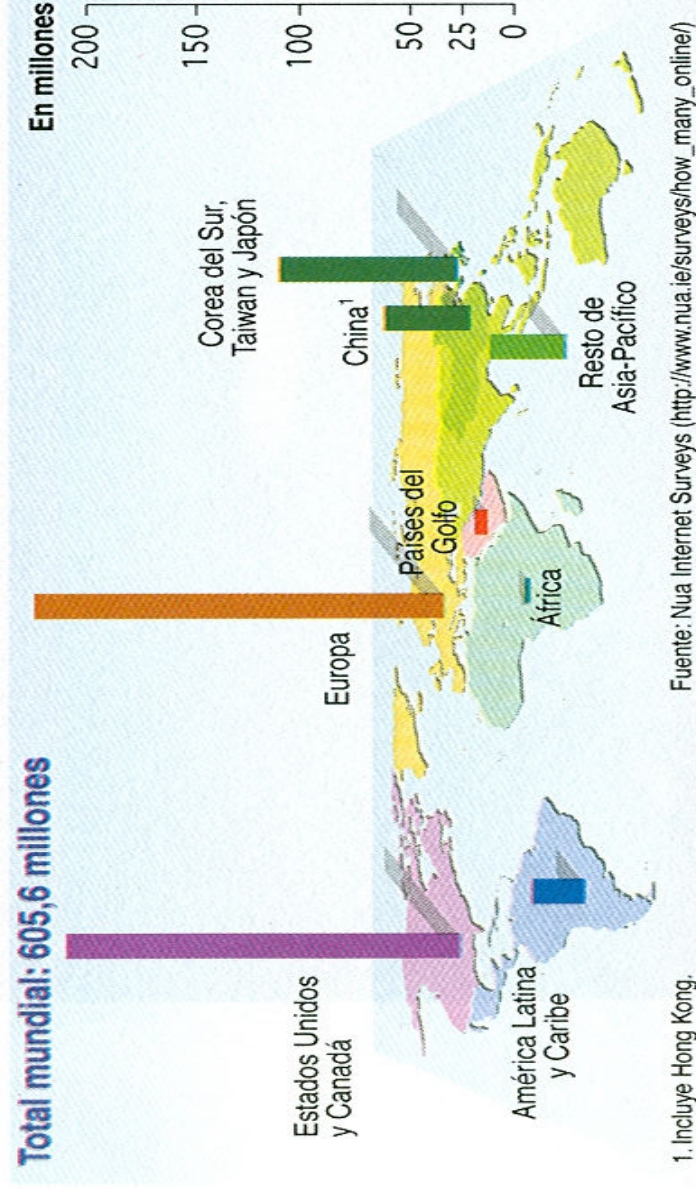 Total mundial: 605,6 millones
En millones
200
150
100
50
25
0
Estados Unidos
y Canadá
Europa
Corea del Sur,
Taiwan y Japón
China¹
Países del
Golfo
Resto de
Asia-Pacífico
África
América Latina
y Caribe
1. Incluye Hong Kong.
Fuente: Nua Internet Surveys (http://www.nua.ie/surveys/how_many_online/)